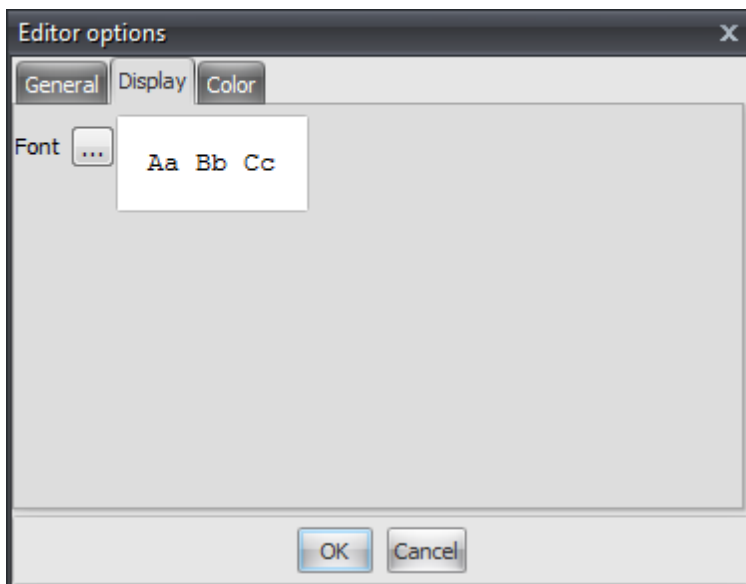 Editor options x
General Display Color
Font ... Aa Bb Cc
OK Cancel